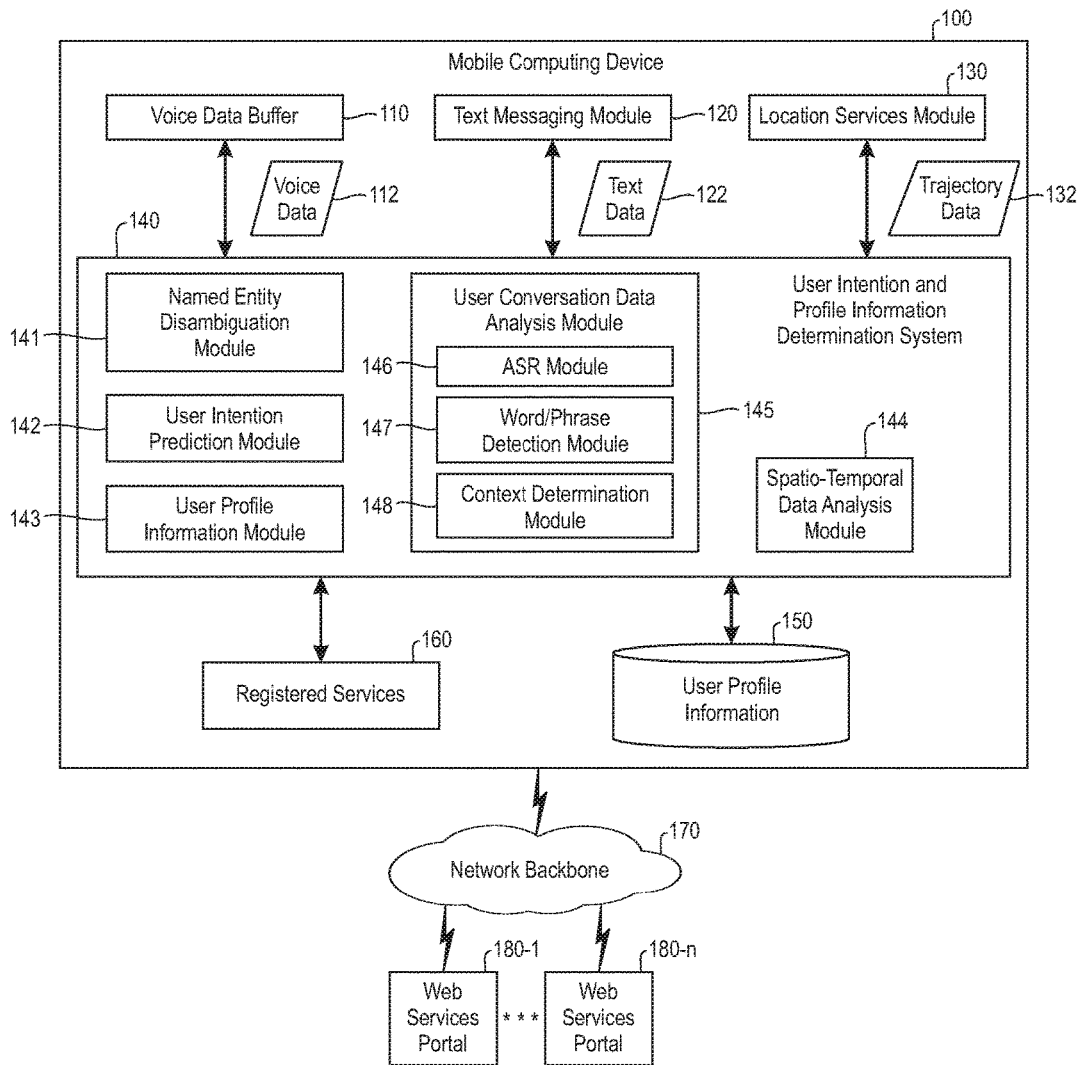 100
Mobile Computing Device
130
Voice Data Buffer
110
Text Messaging Module
120
Location Services Module
Voice
Data
112
Text
Data
122
Trajectory
Data
132
140
Named Entity
Disambiguation
Module
141
User Conversation Data
Analysis Module
User Intention and
Profile Information
Determination System
146
ASR Module
142
User Intention
Prediction Module
147
Word/Phrase
Detection Module
145
144
143
User Profile
Information Module
148
Context Determination
Module
Spatio-Temporal
Data Analysis
Module
160
Registered Services
150
User Profile
Information
170
Network Backbone
180-1
180-n
Web
Services
Portal
* * *
Web
Services
Portal